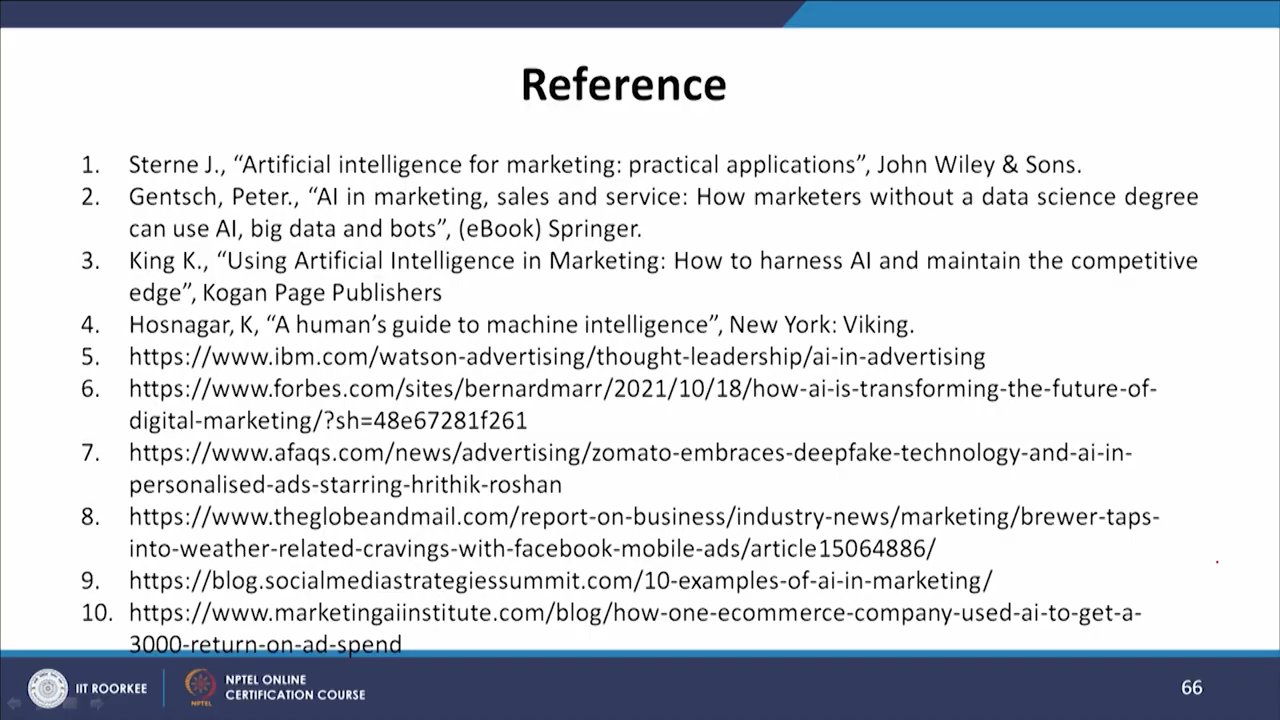 Reference
1. Sterne J., “Artificial intelligence for marketing: practical applications”, John Wiley & Sons.
2. Gentsch, Peter., “AI in marketing, sales and service: How marketers without a data science degree
can use AI, big data and bots”, (eBook) Springer.
3. King K., “Using Artificial Intelligence in Marketing: How to harness AI and maintain the competitive
edge”, Kogan Page Publishers
4. Hosnagar, K, “A human’s guide to machine intelligence”, New York: Viking.
5. https://www.ibm.com/watson-advertising/thought-leadership/ai-in-advertising
6. https://www.forbes.com/sites/bernardmarr/2021/10/18/how-ai-is-transforming-the-future-of-
digital-marketing/?sh=48e67281f261
7. https://www.afaqs.com/news/advertising/zomato-embraces-deepfake-technology-and-ai-in-
personalised-ads-starring-hrithik-roshan
8. https://www.theglobeandmail.com/report-on-business/industry-news/marketing/brewer-taps-
into-weather-related-cravings-with-facebook-mobile-ads/article15064886/
9. https://blog.socialmediastrategiessummit.com/10-examples-of-ai-in-marketing/
10. https://www.marketingaiinstitute.com/blog/how-one-ecommerce-company-used-ai-to-get-a-
3000-return-on-ad-spend
IIT ROORKEE
NPTEL
NPTEL ONLINE
CERTIFICATION COURSE
66